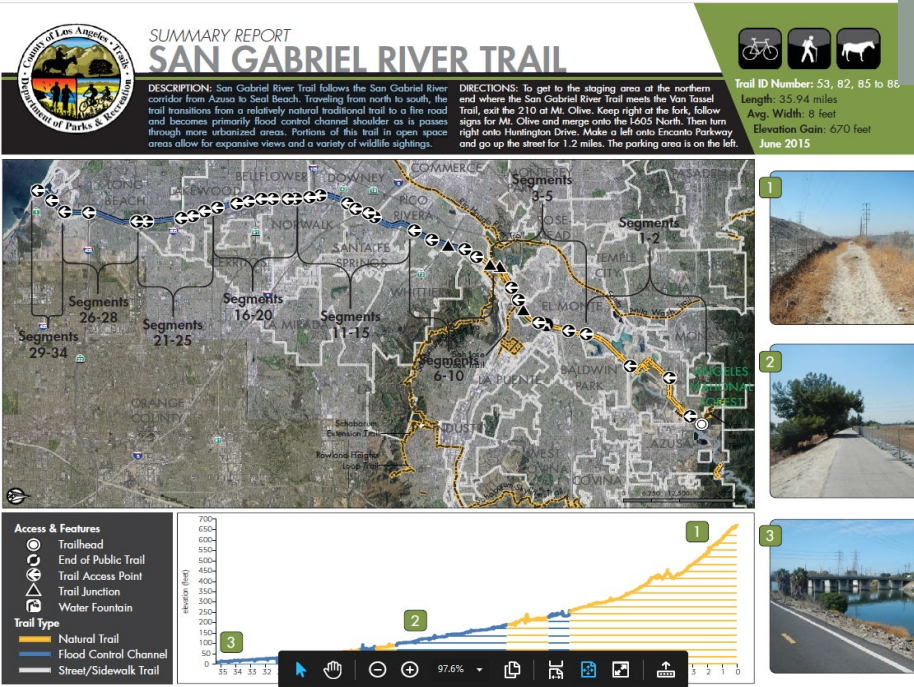 SUMMARY REPORT
SAN GABRIEL RIVER TRAIL
County of Los Angeles • Trails •
Department of Parks & Recreation
DESCRIPTION: San Gabriel River Trail follows the San Gabriel River
corridor from Azusa to Seal Beach. Traveling from north to south, the
trail transitions from a relatively natural traditional trail to a fire road
and becomes primarily flood control channel shoulder as is passes
through more urbanized areas. Portions of this trail in open space
areas allow for expansive views and a variety of wildlife sightings.
DIRECTIONS: To get to the staging area at the northern
end where the San Gabriel River Trail meets the Van Tassel
Trail, exit the 210 at Mt. Olive. Keep right at the fork, follow
signs for Mt. Olive and merge onto the I-605 North. Then turn
right onto Huntington Drive. Make a left onto Encanto Parkway
and go up the street for 1.2 miles. The parking area is on the left.
Trail ID Number: 53, 82, 85 to 88
Length: 35.94 miles
Avg. Width: 8 feet
Elevation Gain: 670 feet
June 2015
COMMERCE
PASADENA
BELLFLOWER
DOWNEY
LONG
BEACH
LAKEWOOD
PICO
RIVERA
NORWALK
SANTA FE
SPRINGS
TEMPLE
CITY
WHITTIER
EL MONTE
LA MIRADA
LA PUENTE
BALDWIN
PARK
ANGELES
NATIONAL
FOREST
ORANGE
COUNTY
AZUSA
WEST
COVINA
COVINA
Segments
3-5
Segments
1-2
Segments
26-28
Segments
16-20
Segments
21-25
Segments
11-15
Segments
29-34
Segments
6-10
Schabarum
Extension Trail
Rowland Heights
Loop Trail
1
2
3
Access & Features
Trailhead
End of Public Trail
Trail Access Point
Trail Junction
Water Fountain
Trail Type
Natural Trail
Flood Control Channel
Street/Sidewalk Trail
elevation (feet)
700
650
600
550
500
450
400
350
300
250
200
150
100
50
0
1
2
3
35 34 33 32
3 2 1 0
97.6%